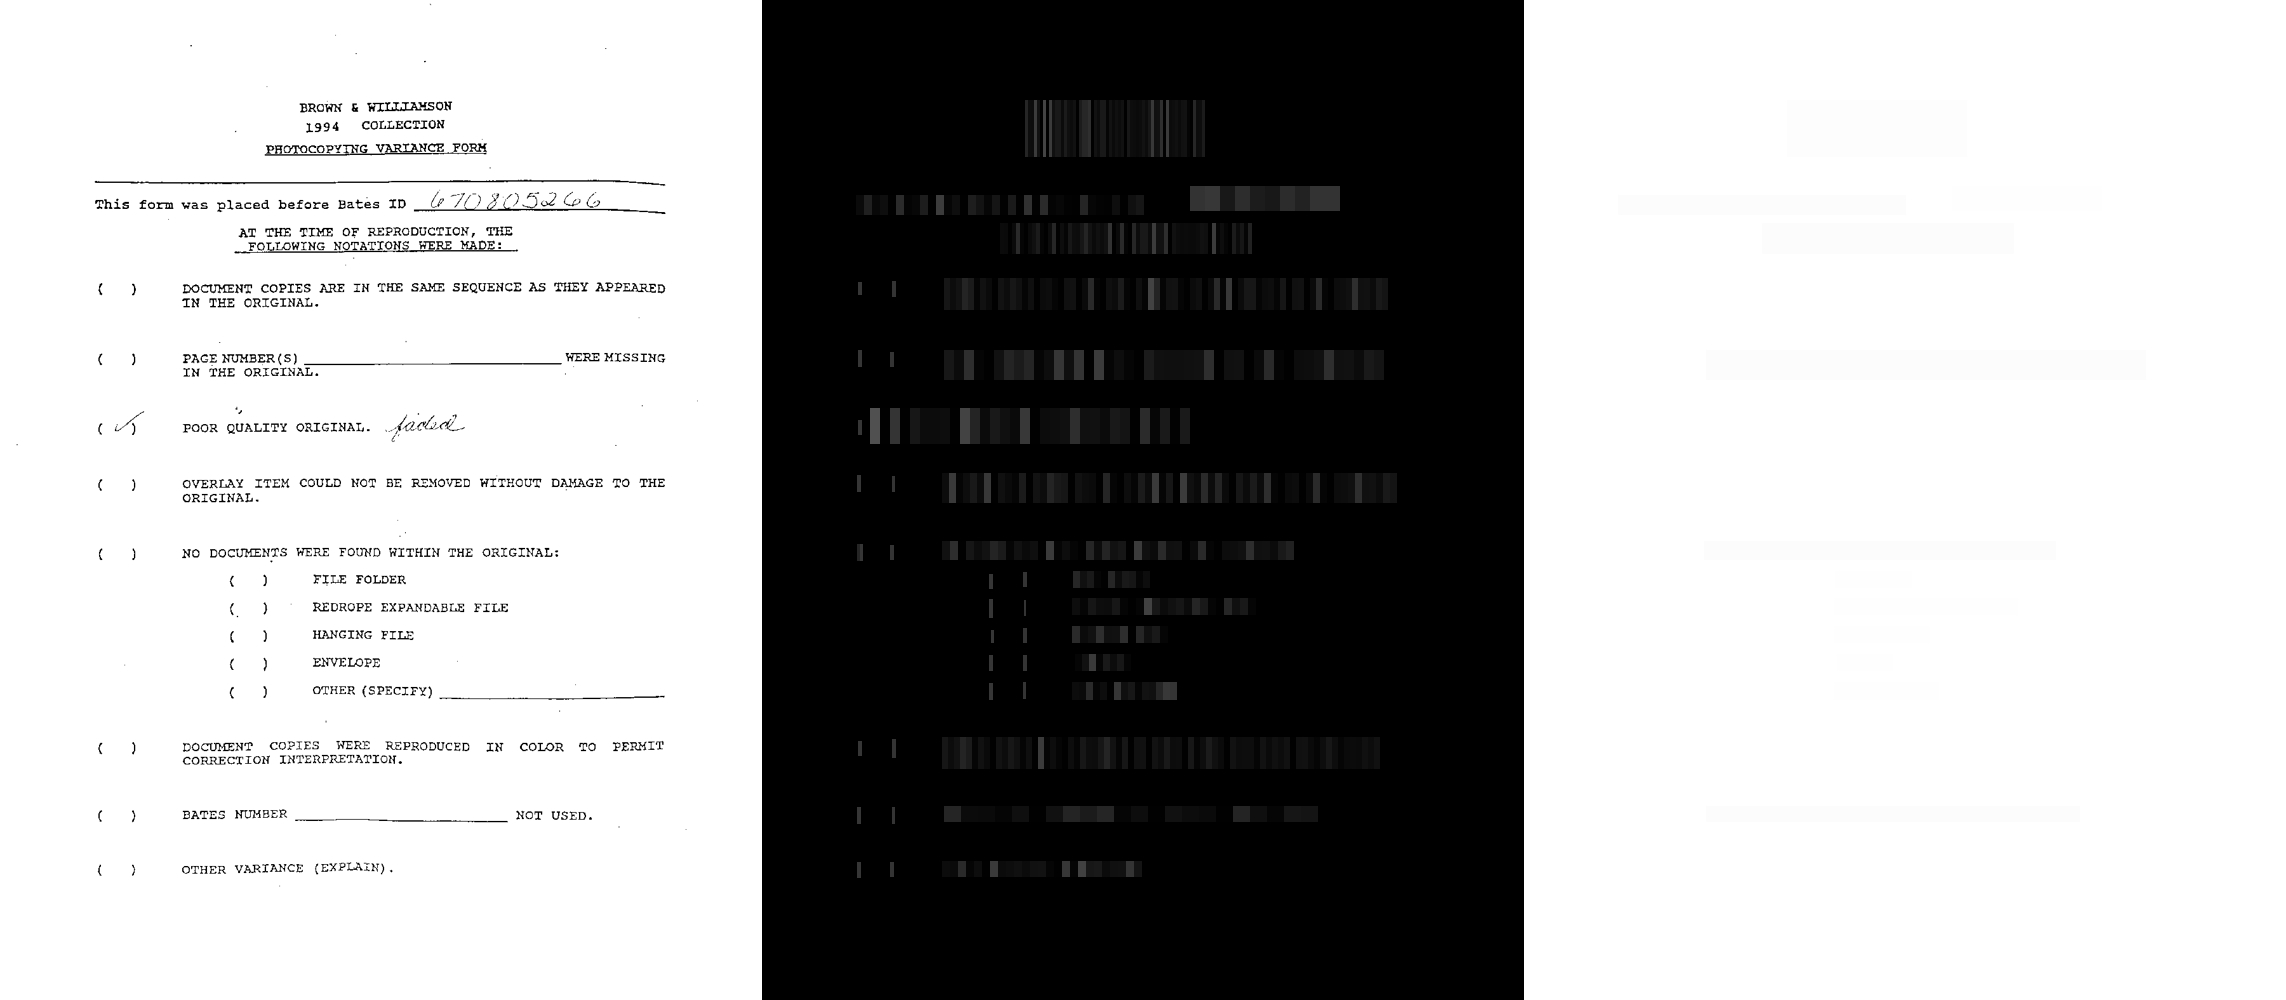 BROWN & WILLIAMSON
1994 COLLECTION
PHOTOCOPYING VARIANCE FORM
This form was placed before Bates ID 670805266
AT THE TIME OF REPRODUCTION, THE
FOLLOWING NOTATIONS WERE MADE:
( ) DOCUMENT COPIES ARE IN THE SAME SEQUENCE AS THEY APPEARED
IN THE ORIGINAL.
( ) PAGE NUMBER(S) ____ WERE MISSING
IN THE ORIGINAL.
(✓) POOR QUALITY ORIGINAL. faded
( ) OVERLAY ITEM COULD NOT BE REMOVED WITHOUT DAMAGE TO THE
ORIGINAL.
( ) NO DOCUMENTS WERE FOUND WITHIN THE ORIGINAL:
( ) FILE FOLDER
( ) REDROPE EXPANDABLE FILE
( ) HANGING FILE
( ) ENVELOPE
( ) OTHER (SPECIFY) ____
( ) DOCUMENT COPIES WERE REPRODUCED IN COLOR TO PERMIT
CORRECTION INTERPRETATION.
( ) BATES NUMBER ____ NOT USED.
( ) OTHER VARIANCE (EXPLAIN).